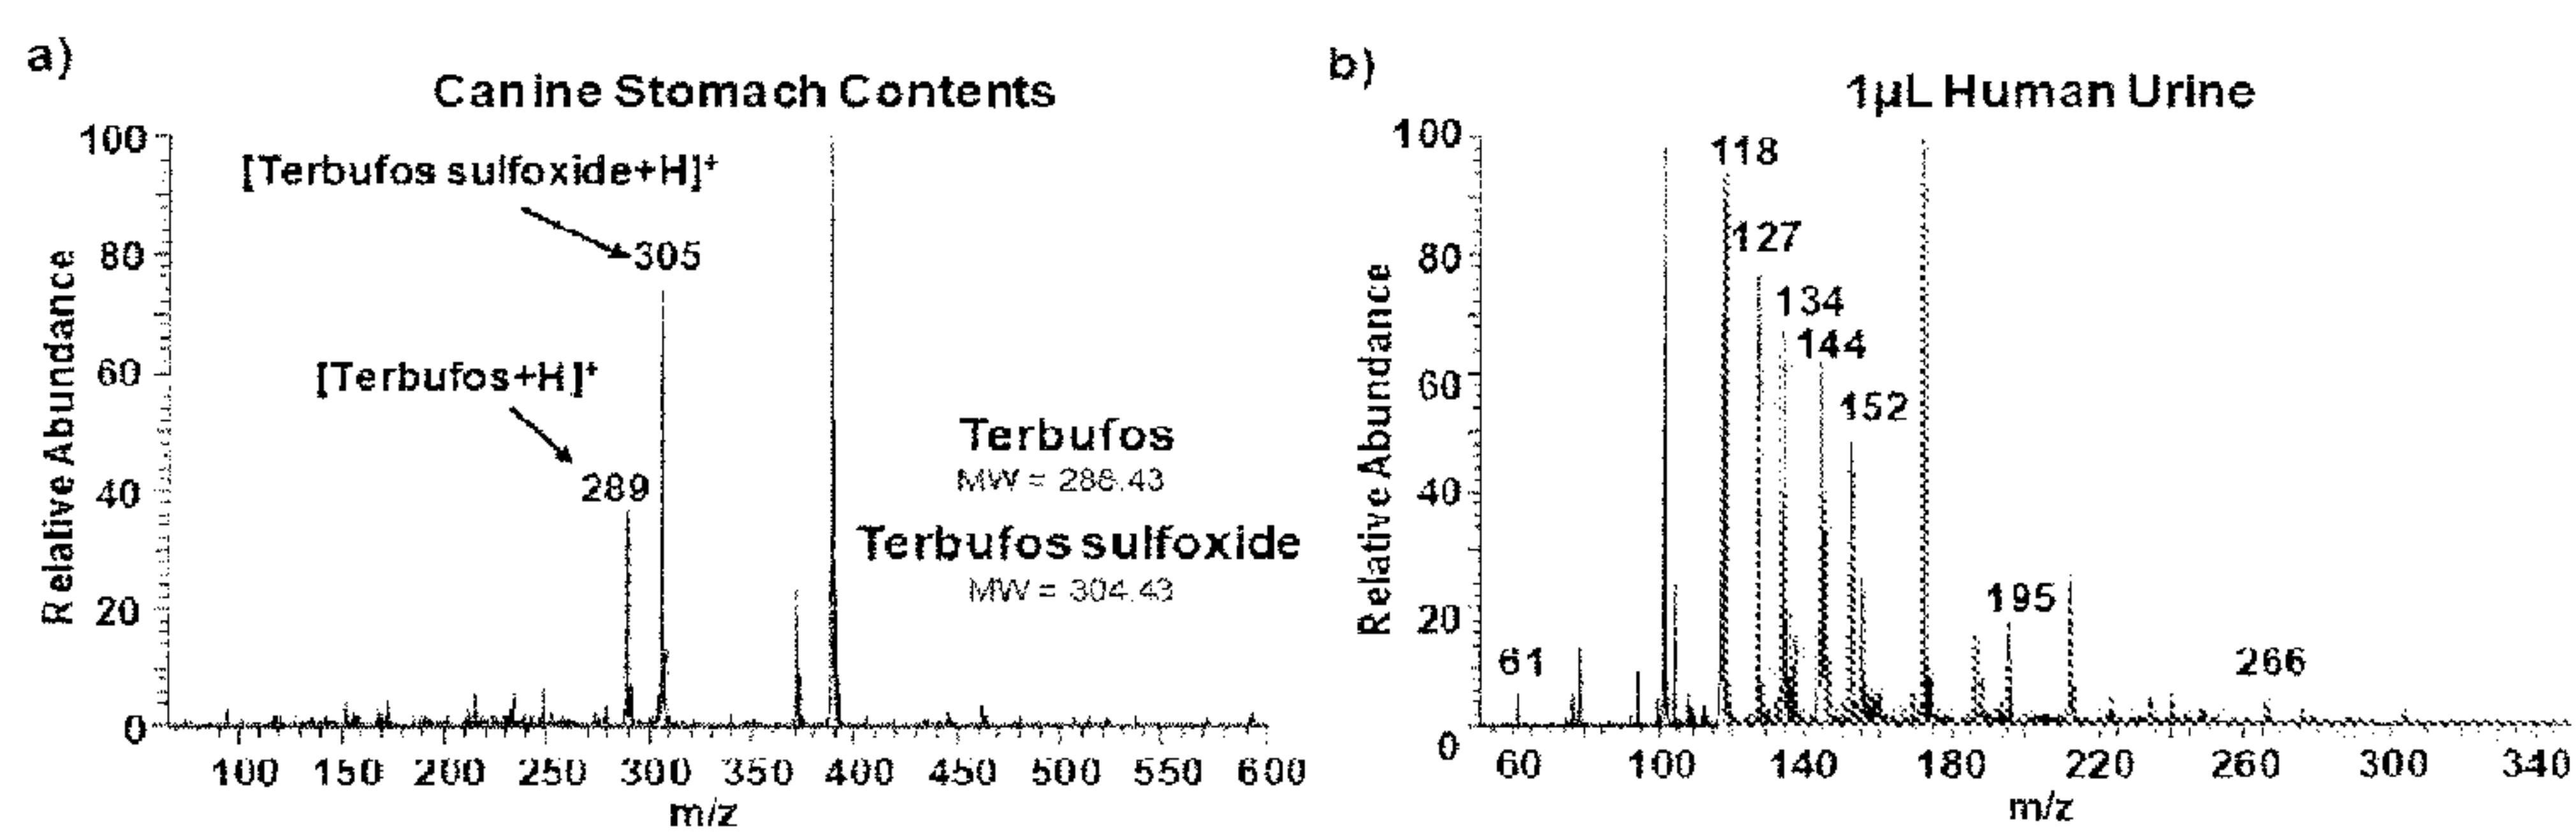 a)
Canine Stomach Contents
100
80
60
40
20
0
Relative Abundance
[Terbufos sulfoxide+H]⁺
305
[Terbufos+H]⁺
289
Terbufos
MW = 288.43
Terbufos sulfoxide
MW = 304.43
100 150 200 250 300 350 400 450 500 550 600
m/z
b)
1µL Human Urine
100
80
60
40
20
0
Relative Abundance
118
127
134
144
152
195
61
266
60 100 140 180 220 260 300 340
m/z